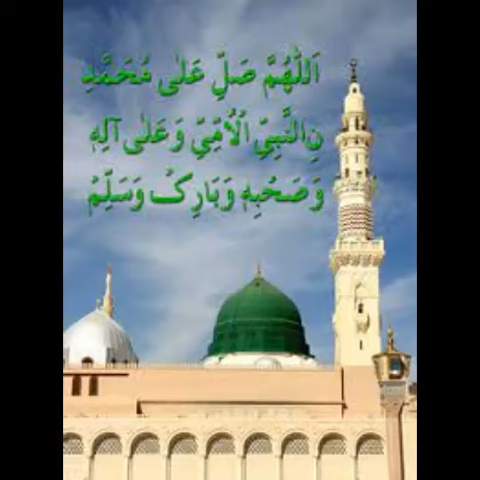 اَللّٰهُمَّ صَلِّ عَلٰى مُحَمَّدِ
نِالنَّبِيِّ الْاُمِّيِّ وَعَلٰى آلِهٖ
وَصَحْبِهٖ وَبَارِكْ وَسَلِّمْ